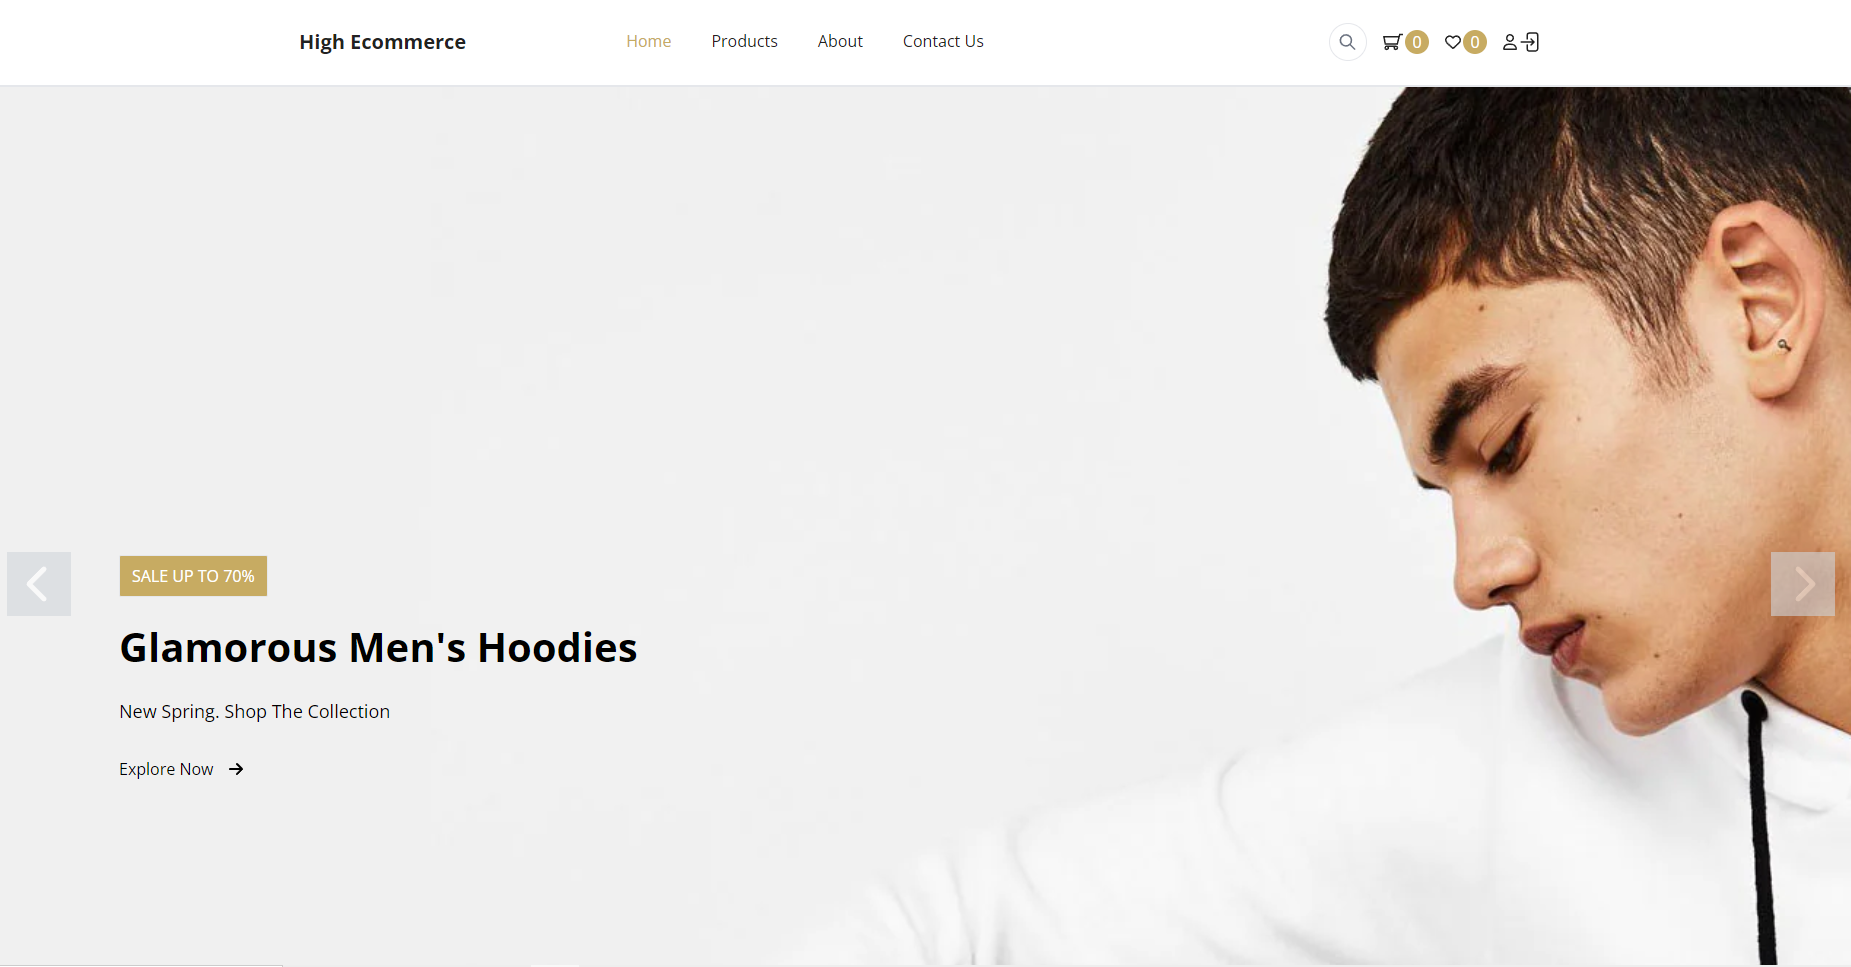 High Ecommerce
Home Products About Contact Us
0 0
SALE UP TO 70%
Glamorous Men's Hoodies
New Spring. Shop The Collection
Explore Now